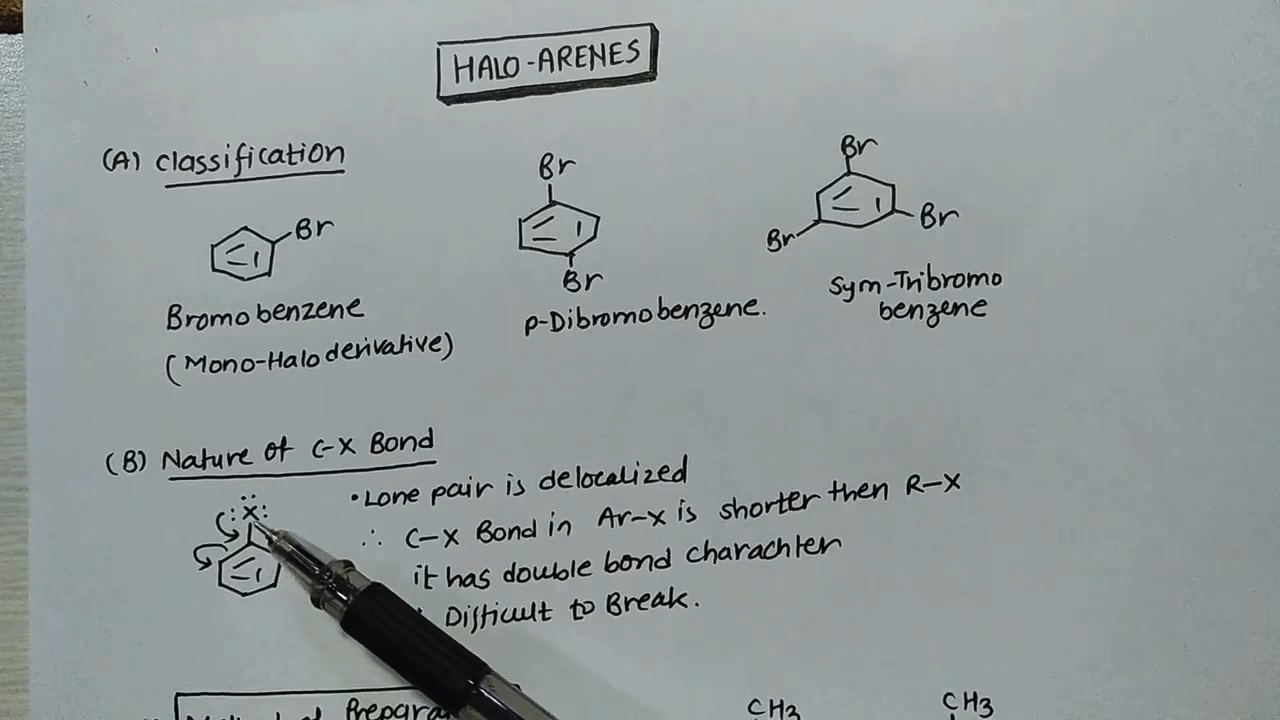 HALO-ARENES
(A) Classification
Br
Br
Br
Bromobenzene
(Mono-Haloderivative)
Br
p-Dibromobenzene.
Br
Br
Br
Sym-Tribromo
benzene
(B) Nature of C-X Bond
:Ẍ:
•Lone pair is delocalized
∴ C-X Bond in Ar-X is shorter then R-X
it has double bond charachter
Difficult to Break.
CH3
CH3